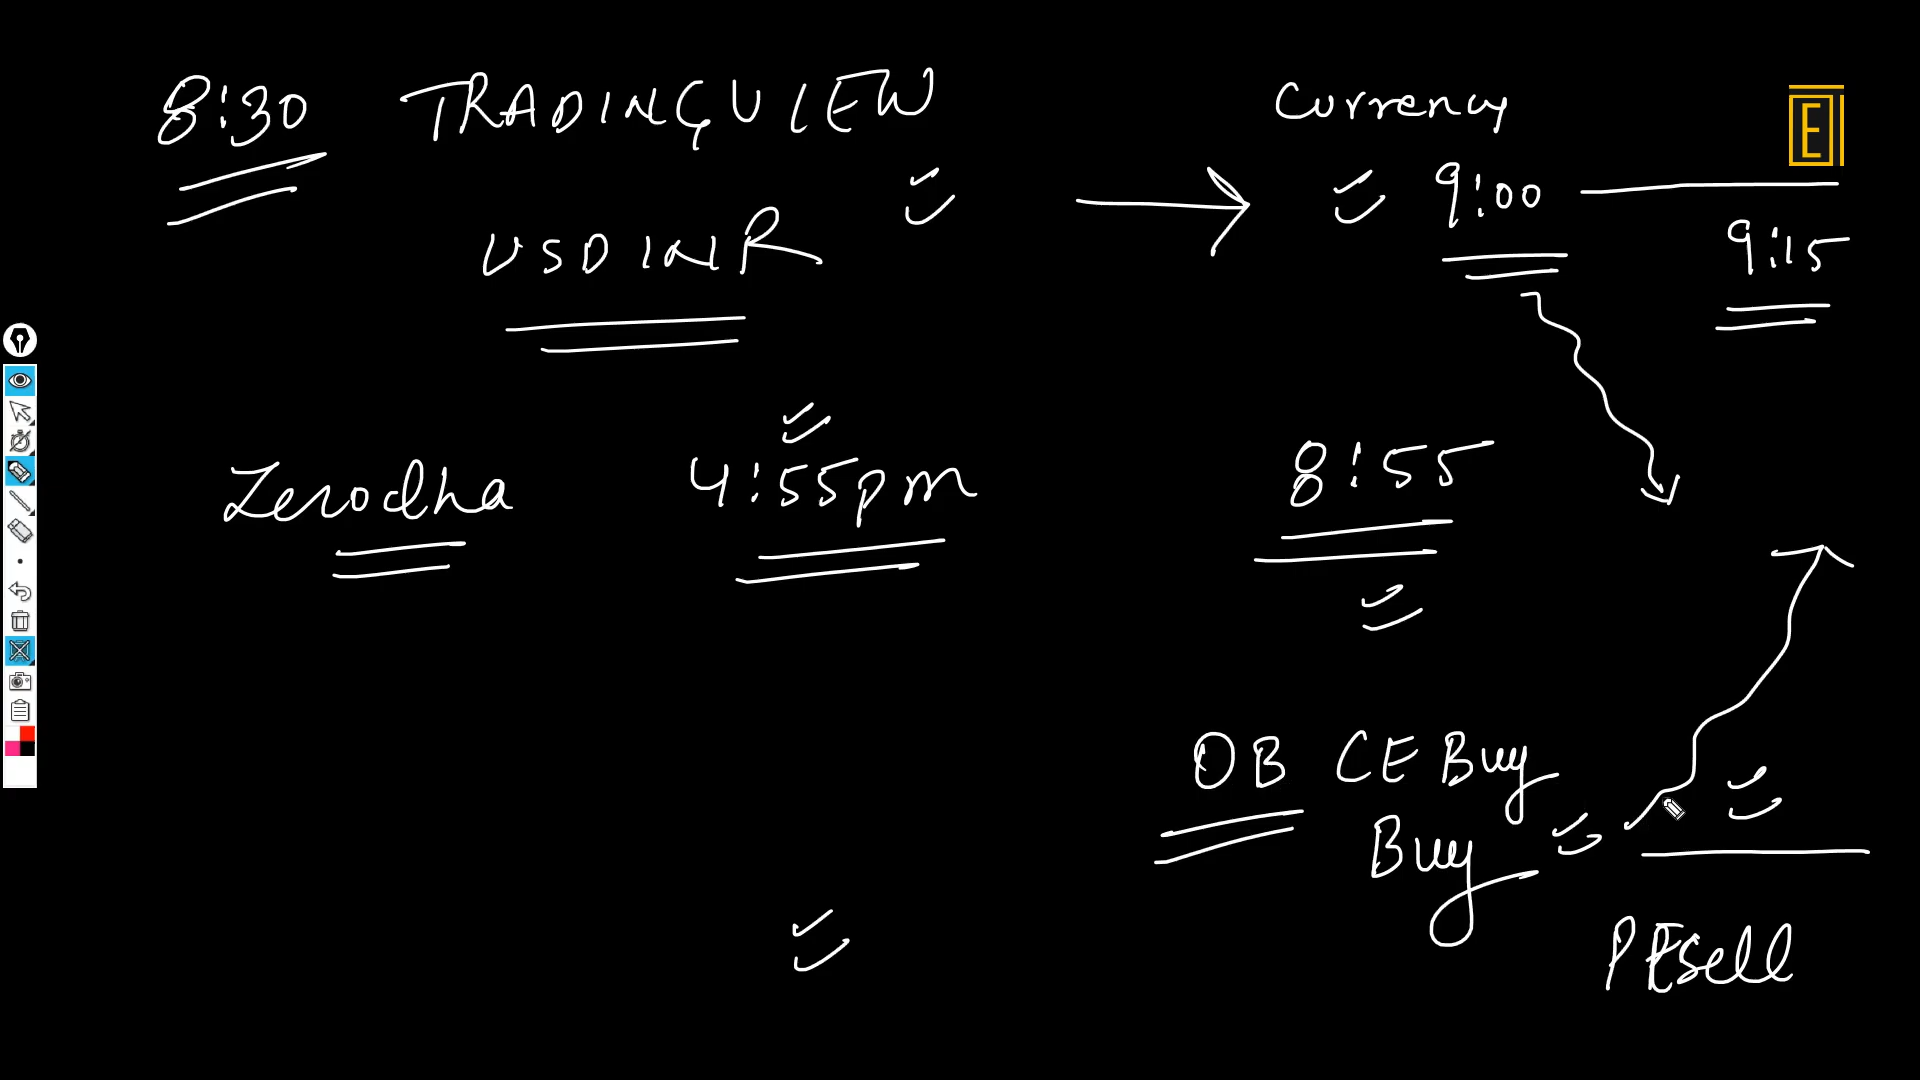 8:30 TRADINGVIEW
Currency
9:00
9:15
USDINR
Zerodha 4:55pm
8:55
OB CE Buy
Buy
PE sell